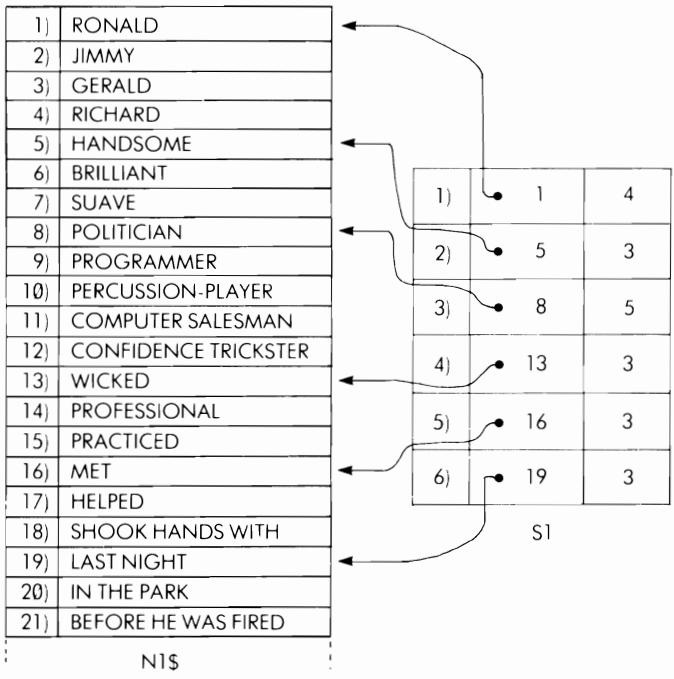 1) RONALD
2) JIMMY
3) GERALD
4) RICHARD
5) HANDSOME
6) BRILLIANT
7) SUAVE
8) POLITICIAN
9) PROGRAMMER
10) PERCUSSION-PLAYER
11) COMPUTER SALESMAN
12) CONFIDENCE TRICKSTER
13) WICKED
14) PROFESSIONAL
15) PRACTICED
16) MET
17) HELPED
18) SHOOK HANDS WITH
19) LAST NIGHT
20) IN THE PARK
21) BEFORE HE WAS FIRED
N1$
1) 1 4
2) 5 3
3) 8 5
4) 13 3
5) 16 3
6) 19 3
S1